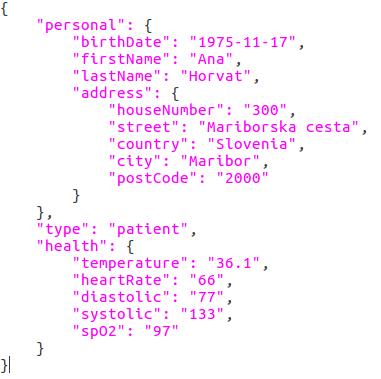 {
    "personal": {
        "birthDate": "1975-11-17",
        "firstName": "Ana",
        "lastName": "Horvat",
        "address": {
            "houseNumber": "300",
            "street": "Mariborska cesta",
            "country": "Slovenia",
            "city": "Maribor",
            "postCode": "2000"
        }
    },
    "type": "patient",
    "health": {
        "temperature": "36.1",
        "heartRate": "66",
        "diastolic": "77",
        "systolic": "133",
        "spO2": "97"
    }
}